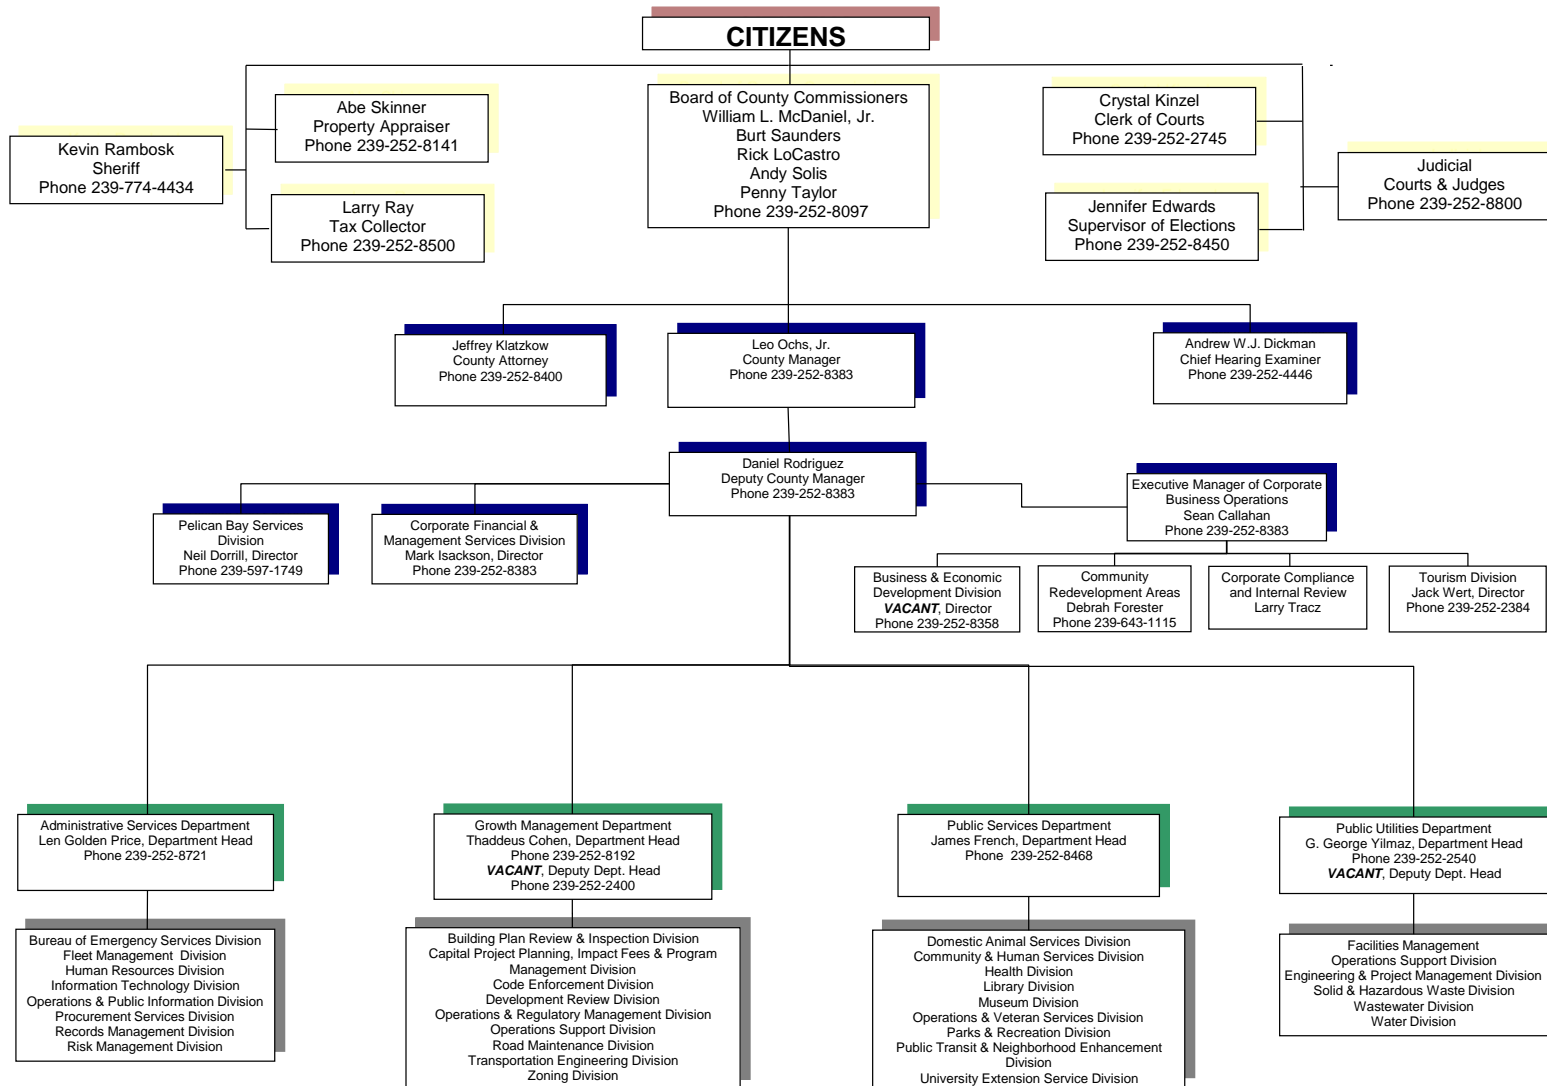 CITIZENS
Abe Skinner
Property Appraiser
Phone 239-252-8141
Kevin Rambosk
Sheriff
Phone 239-774-4434
Larry Ray
Tax Collector
Phone 239-252-8500
Board of County Commissioners
William L. McDaniel, Jr.
Burt Saunders
Rick LoCastro
Andy Solis
Penny Taylor
Phone 239-252-8097
Crystal Kinzel
Clerk of Courts
Phone 239-252-2745
Jennifer Edwards
Supervisor of Elections
Phone 239-252-8450
Judicial
Courts & Judges
Phone 239-252-8800
Jeffrey Klatzkow
County Attorney
Phone 239-252-8400
Leo Ochs, Jr.
County Manager
Phone 239-252-8383
Andrew W.J. Dickman
Chief Hearing Examiner
Phone 239-252-4446
Daniel Rodriguez
Deputy County Manager
Phone 239-252-8383
Executive Manager of Corporate
Business Operations
Sean Callahan
Phone 239-252-8383
Pelican Bay Services
Division
Neil Dorrill, Director
Phone 239-597-1749
Corporate Financial &
Management Services Division
Mark Isackson, Director
Phone 239-252-8383
Business & Economic
Development Division
VACANT, Director
Phone 239-252-8358
Community
Redevelopment Areas
Debrah Forester
Phone 239-643-1115
Corporate Compliance
and Internal Review
Larry Tracz
Tourism Division
Jack Wert, Director
Phone 239-252-2384
Administrative Services Department
Len Golden Price, Department Head
Phone 239-252-8721
Growth Management Department
Thaddeus Cohen, Department Head
Phone 239-252-8192
VACANT, Deputy Dept. Head
Phone 239-252-2400
Public Services Department
James French, Department Head
Phone 239-252-8468
Public Utilities Department
G. George Yilmaz, Department Head
Phone 239-252-2540
VACANT, Deputy Dept. Head
Bureau of Emergency Services Division
Fleet Management Division
Human Resources Division
Information Technology Division
Operations & Public Information Division
Procurement Services Division
Records Management Division
Risk Management Division
Building Plan Review & Inspection Division
Capital Project Planning, Impact Fees & Program
Management Division
Code Enforcement Division
Development Review Division
Operations & Regulatory Management Division
Operations Support Division
Road Maintenance Division
Transportation Engineering Division
Zoning Division
Domestic Animal Services Division
Community & Human Services Division
Health Division
Library Division
Museum Division
Operations & Veteran Services Division
Parks & Recreation Division
Public Transit & Neighborhood Enhancement
Division
University Extension Service Division
Facilities Management
Operations Support Division
Engineering & Project Management Division
Solid & Hazardous Waste Division
Wastewater Division
Water Division